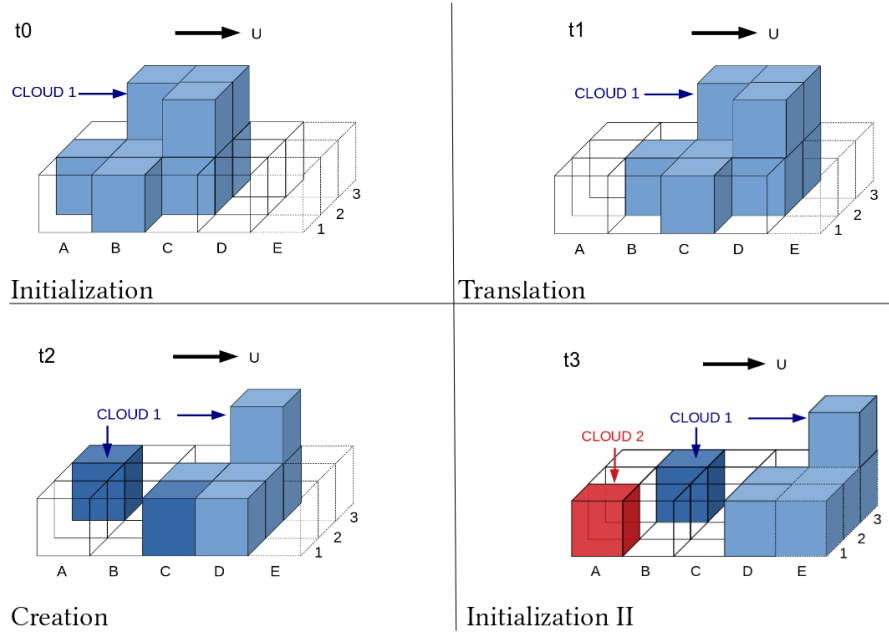 t0
U
CLOUD 1
1
2
3
A B C D E
Initialization
t1
U
CLOUD 1
1
2
3
A B C D E
Translation
t2
U
CLOUD 1
1
2
3
A B C D E
Creation
t3
U
CLOUD 1
CLOUD 2
1
2
3
A B C D E
Initialization II